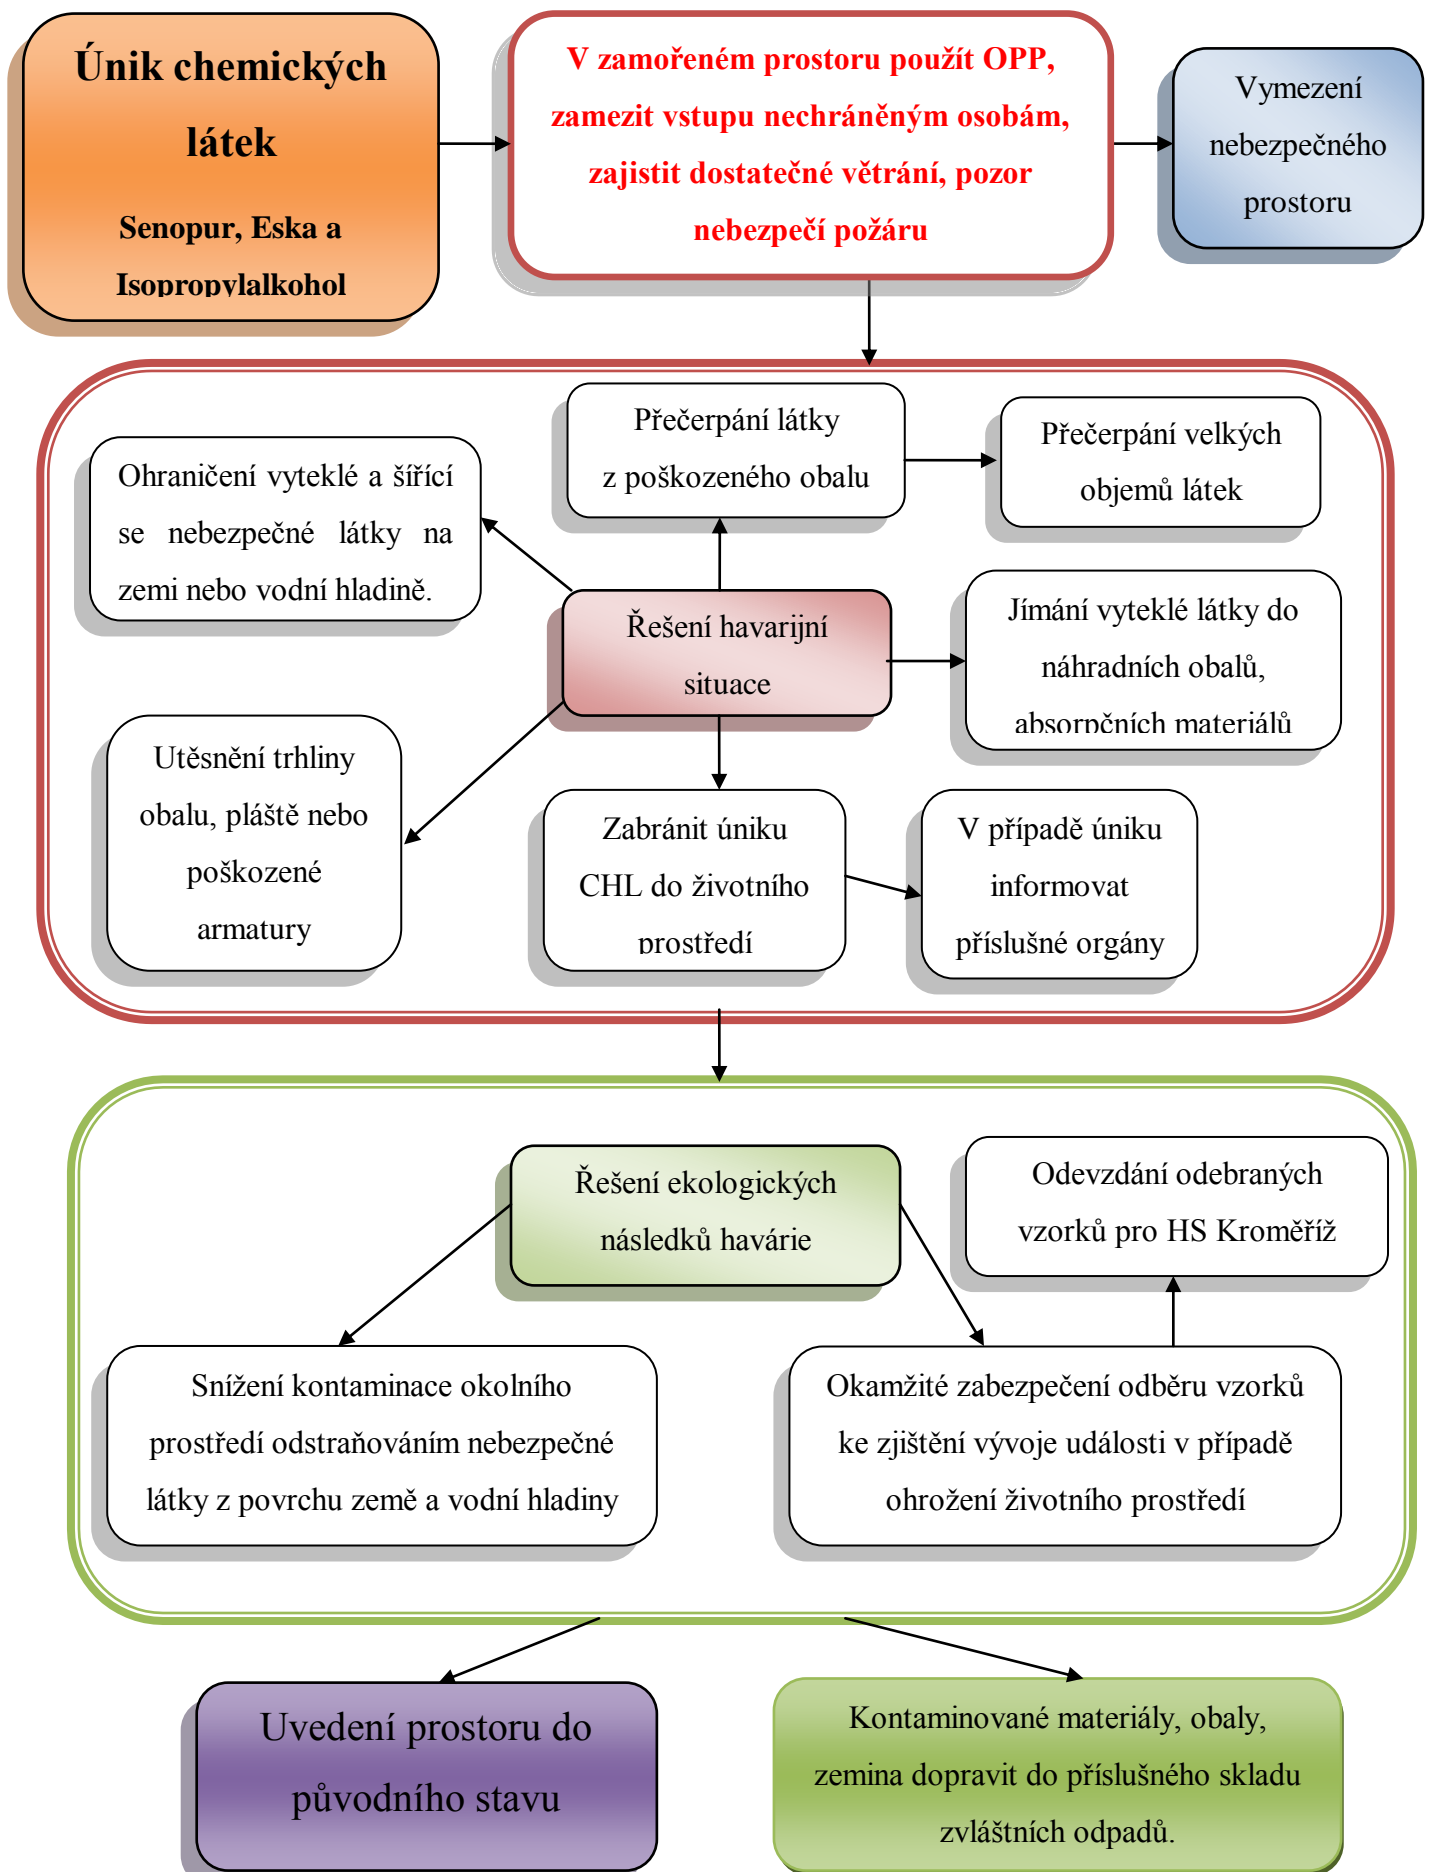 Únik chemických
látek
Senopur, Eska a
Isopropylalkohol
V zamořeném prostoru použít OPP,
zamezit vstupu nechráněným osobám,
zajistit dostatečné větrání, pozor
nebezpečí požáru
Vymezení
nebezpečného
prostoru
Přečerpání látky
z poškozeného obalu
Přečerpání velkých
objemů látek
Ohraničení vyteklé a šířící
se nebezpečné látky na
zemi nebo vodní hladině.
Řešení havarijní
situace
Jímání vyteklé látky do
náhradních obalů,
absorpčních materiálů
Utěsnění trhliny
obalu, pláště nebo
poškozené
armatury
Zabránit úniku
CHL do životního
prostředí
V případě úniku
informovat
příslušné orgány
Řešení ekologických
následků havárie
Odevzdání odebraných
vzorků pro HS Kroměříž
Snížení kontaminace okolního
prostředí odstraňováním nebezpečné
látky z povrchu země a vodní hladiny
Okamžité zabezpečení odběru vzorků
ke zjištění vývoje události v případě
ohrožení životního prostředí
Uvedení prostoru do
původního stavu
Kontaminované materiály, obaly,
zemina dopravit do příslušného skladu
zvláštních odpadů.